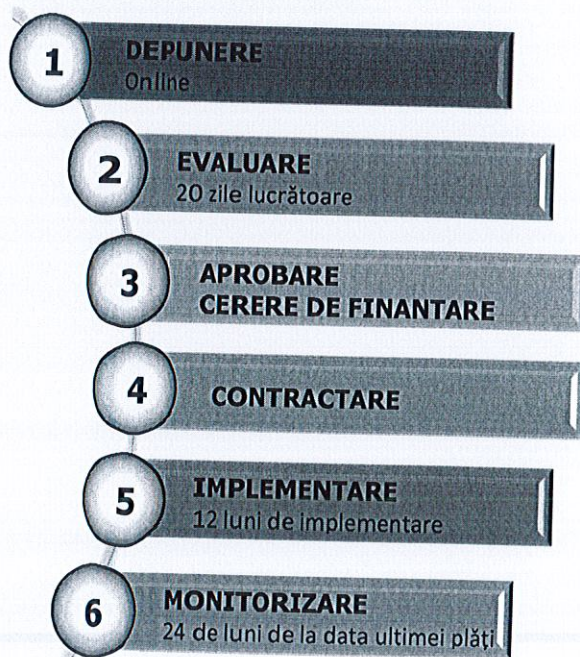 1
DEPUNERE
Online
2
EVALUARE
20 zile lucrătoare
3
APROBARE
CERERE DE FINANTARE
4
CONTRACTARE
5
IMPLEMENTARE
12 luni de implementare
6
MONITORIZARE
24 de luni de la data ultimei plăți